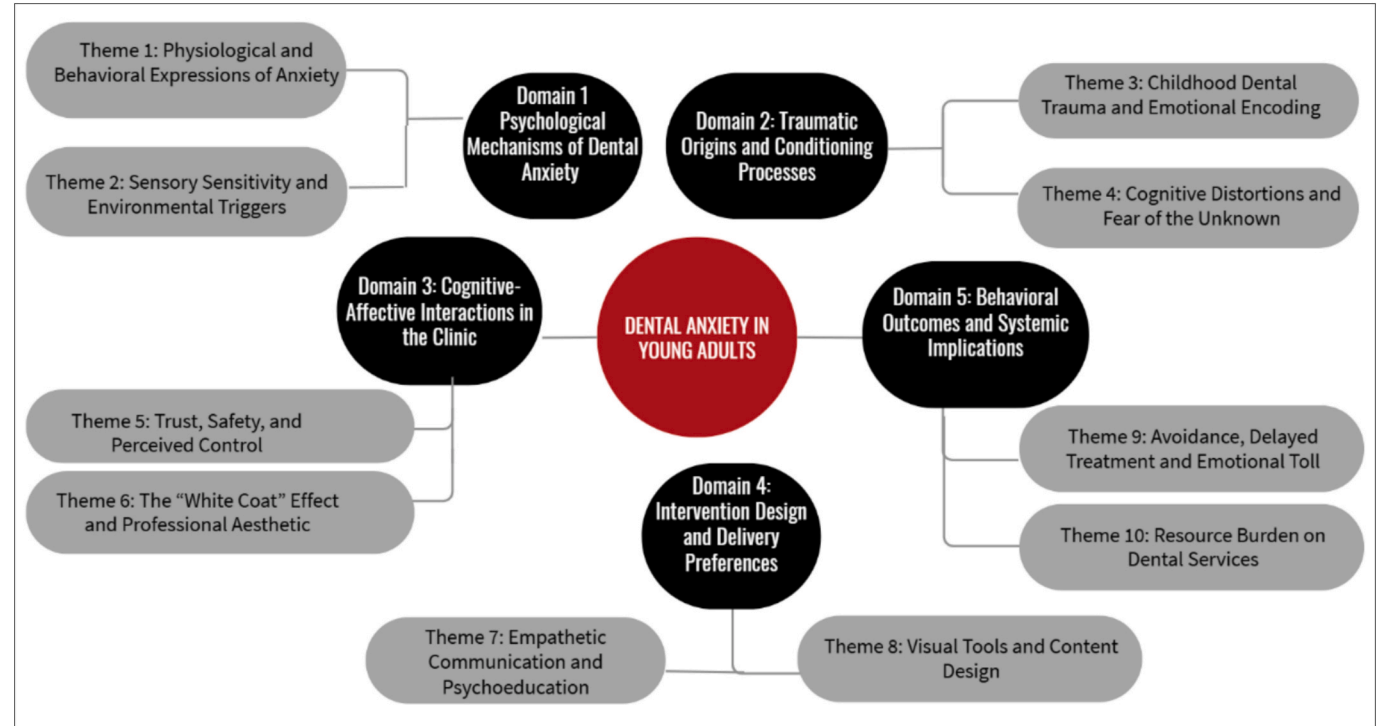 Theme 1: Physiological and
Behavioral Expressions of Anxiety
Theme 2: Sensory Sensitivity and
Environmental Triggers
Domain 1
Psychological
Mechanisms of Dental
Anxiety
Domain 2: Traumatic
Origins and Conditioning
Processes
Theme 3: Childhood Dental
Trauma and Emotional Encoding
Theme 4: Cognitive Distortions and
Fear of the Unknown
Domain 3: Cognitive-
Affective Interactions in
the Clinic
DENTAL ANXIETY IN
YOUNG ADULTS
Domain 5: Behavioral
Outcomes and Systemic
Implications
Theme 5: Trust, Safety, and
Perceived Control
Theme 6: The “White Coat” Effect
and Professional Aesthetic
Domain 4:
Intervention Design
and Delivery
Preferences
Theme 9: Avoidance, Delayed
Treatment and Emotional Toll
Theme 10: Resource Burden on
Dental Services
Theme 7: Empathetic
Communication and
Psychoeducation
Theme 8: Visual Tools and Content
Design